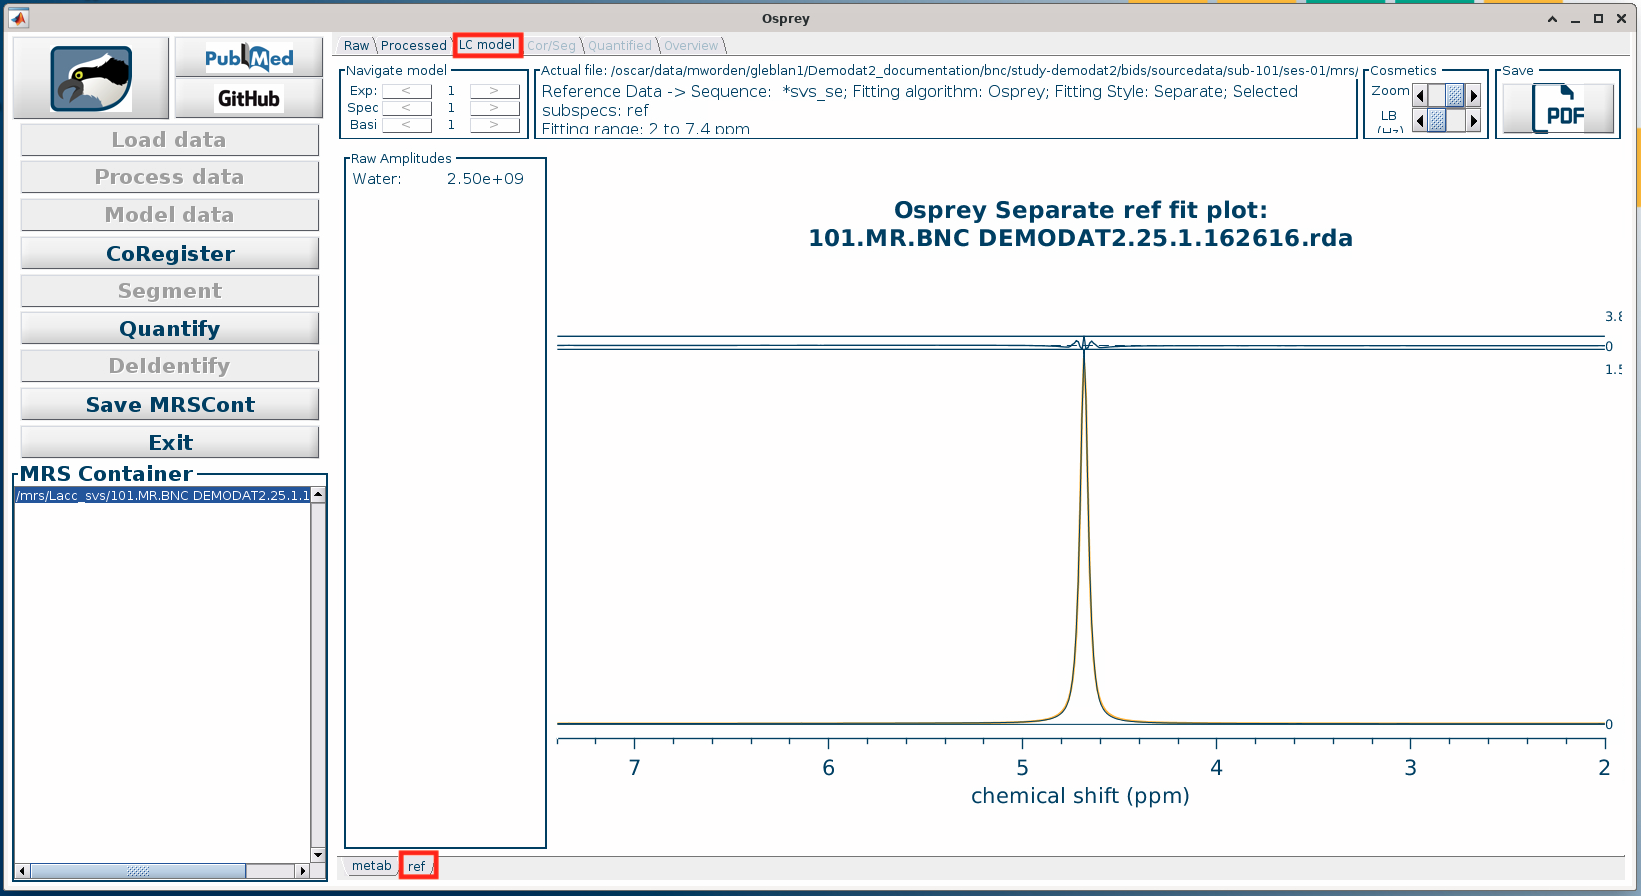 Osprey
PubMed
GitHub
Load data
Process data
Model data
CoRegister
Segment
Quantify
DeIdentify
Save MRSCont
Exit
MRS Container
/mrs/Lacc_svs/101.MR.BNC DEMODAT2.25.1.1
Raw Processed LC model Cor/Seg Quantified Overview
Navigate model
Exp: < 1 >
Spec < 1 >
Basi < 1 >
Actual file: /oscar/data/mworden/gleblan1/Demodat2_documentation/bnc/study-demodat2/bids/sourcedata/sub-101/ses-01/mrs/
Reference Data -> Sequence: *svs_se; Fitting algorithm: Osprey; Fitting Style: Separate; Selected
subspecs: ref
Fitting range: 2 to 7.4 ppm
Cosmetics
Zoom
LB
(Hz)
Save
PDF
Raw Amplitudes
Water: 2.50e+09
Osprey Separate ref fit plot:
101.MR.BNC DEMODAT2.25.1.162616.rda
3.8
0
1.5
0
7 6 5 4 3 2
chemical shift (ppm)
metab ref